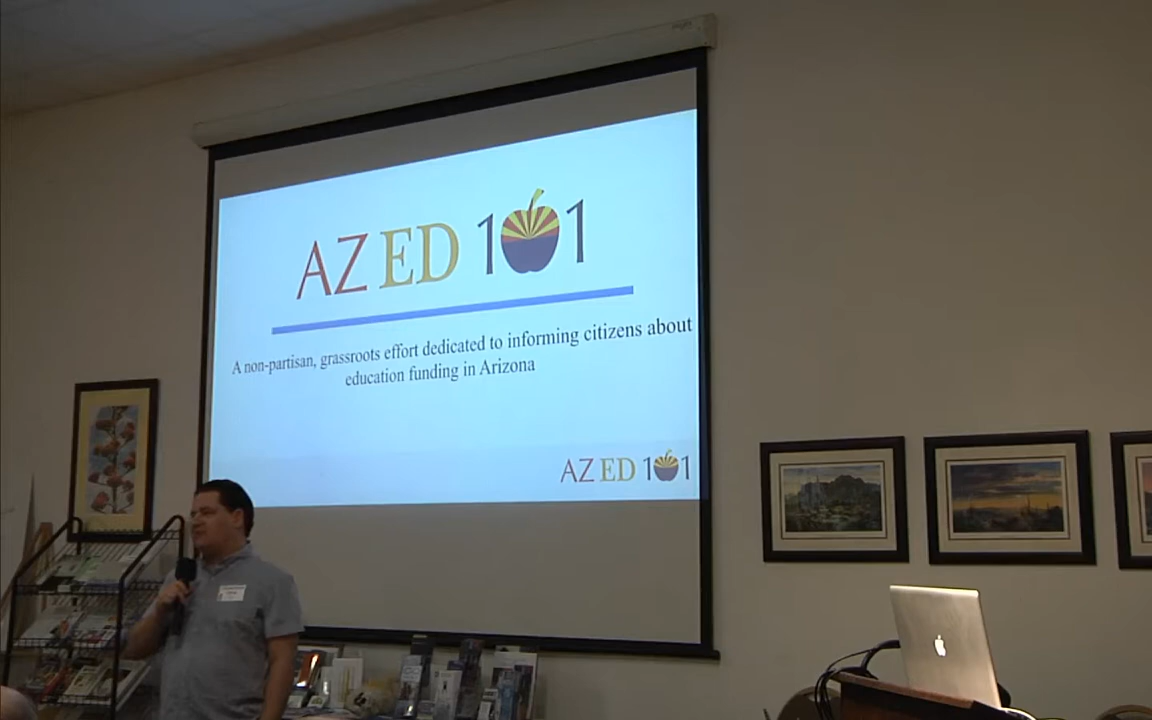 AZ ED 101
A non-partisan, grassroots effort dedicated to informing citizens about
education funding in Arizona
AZ ED 101